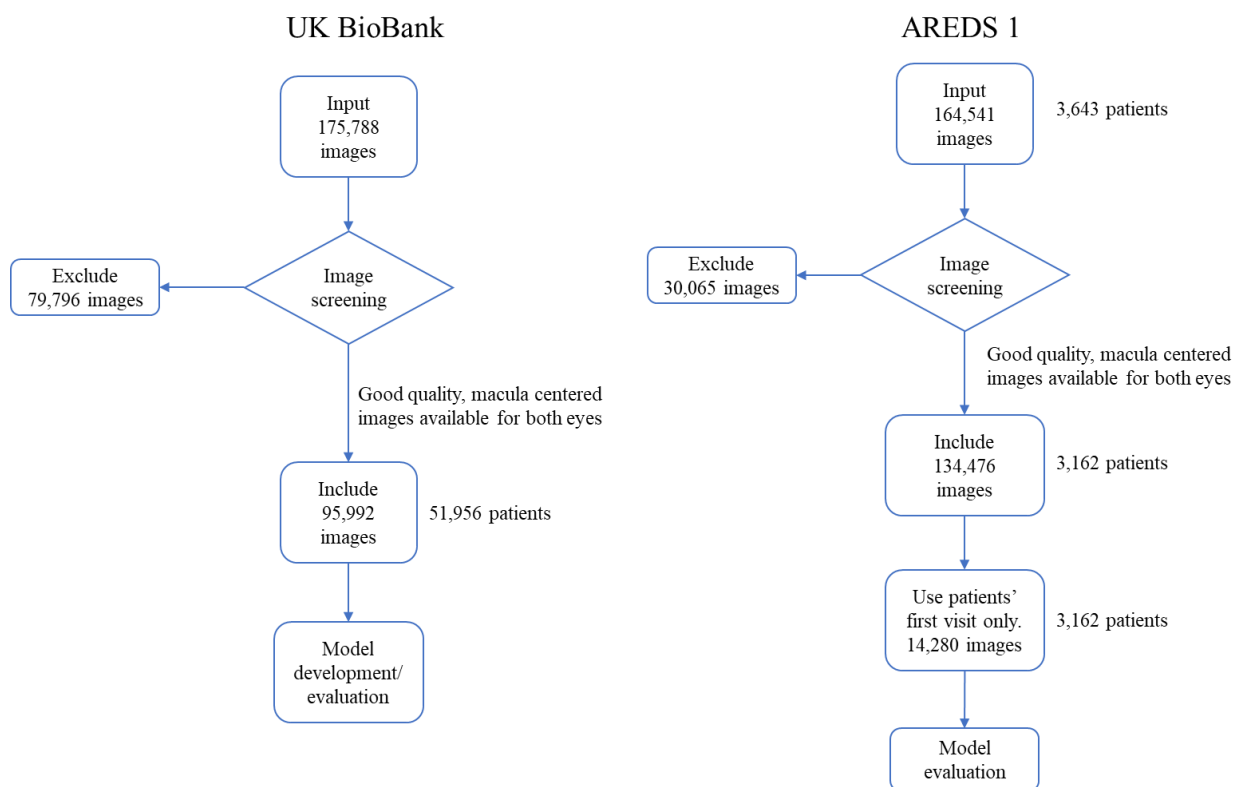 UK BioBank
Input
175,788
images
Image
screening
Exclude
79,796 images
Good quality, macula centered
images available for both eyes
Include
95,992
images
51,956 patients
Model
development/
evaluation
AREDS 1
Input
164,541
images
3,643 patients
Image
screening
Exclude
30,065 images
Good quality, macula centered
images available for both eyes
Include
134,476
images
3,162 patients
Use patients’
first visit only.
14,280 images
3,162 patients
Model
evaluation